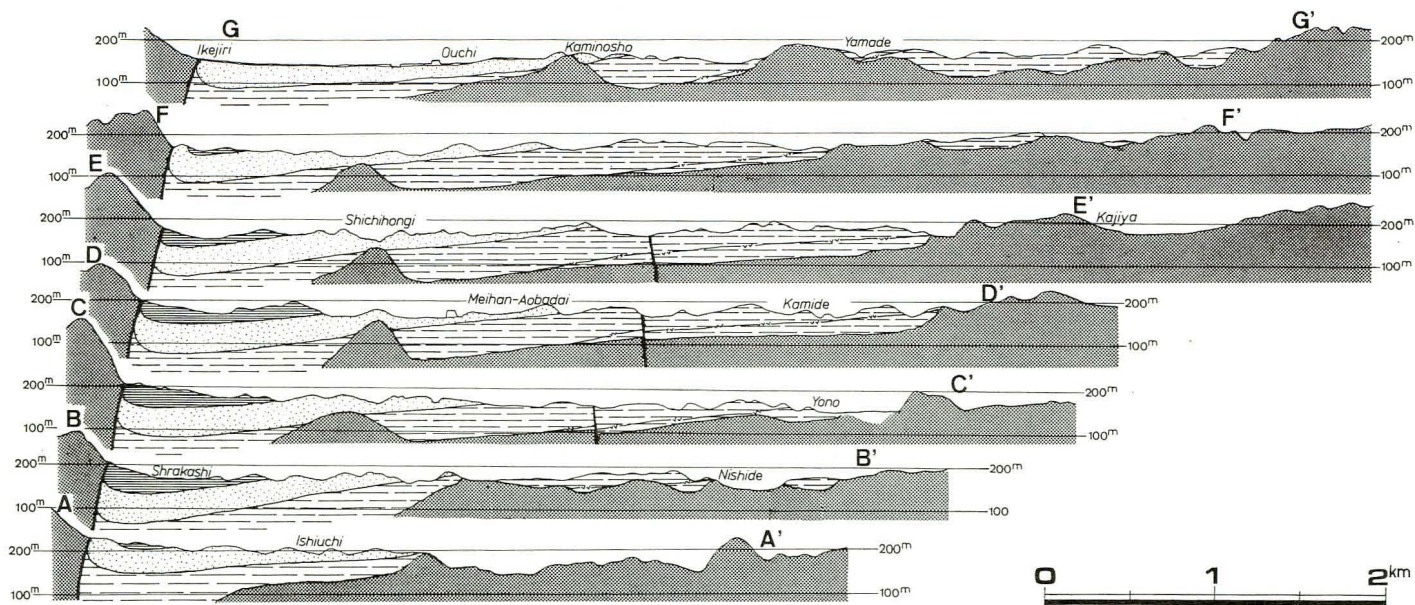 G G'
200m Ikejiri Ouchi Kaminosho Yamade 200m
100m 100m
F F'
200m 200m
E
100m 100m
E'
200m Shichihongi Kajiya 200m
D
100m 100m
D'
200m Meihan-Aobadai Kamide 200m
C
100m 100m
C'
200m Yono 200m
B
100m 100m
B'
200m Shrakashi Nishide 200m
A
100m 100
A'
200m Ishiuchi 200m
100m 100m
0 1 2km